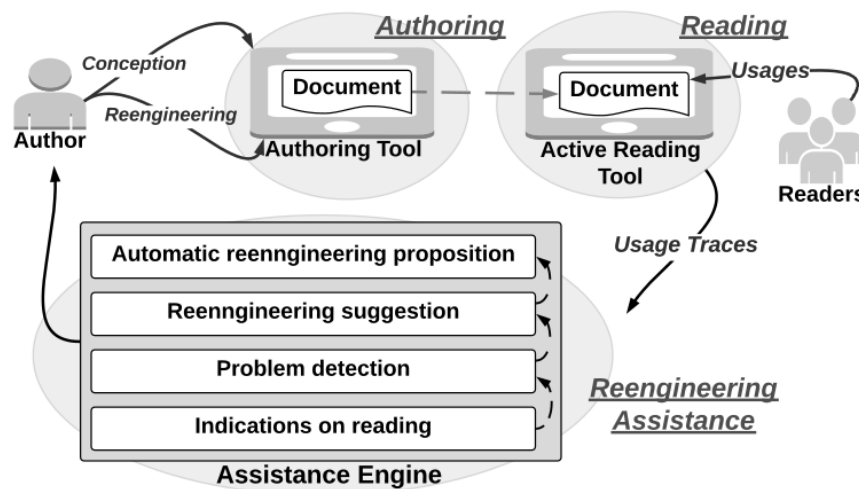 Authoring
Reading
Conception
Document
Document
Usages
Reengineering
Author
Authoring Tool
Active Reading
Tool
Readers
Usage Traces
Automatic reenngineering proposition
Reenngineering suggestion
Problem detection
Indications on reading
Reengineering
Assistance
Assistance Engine